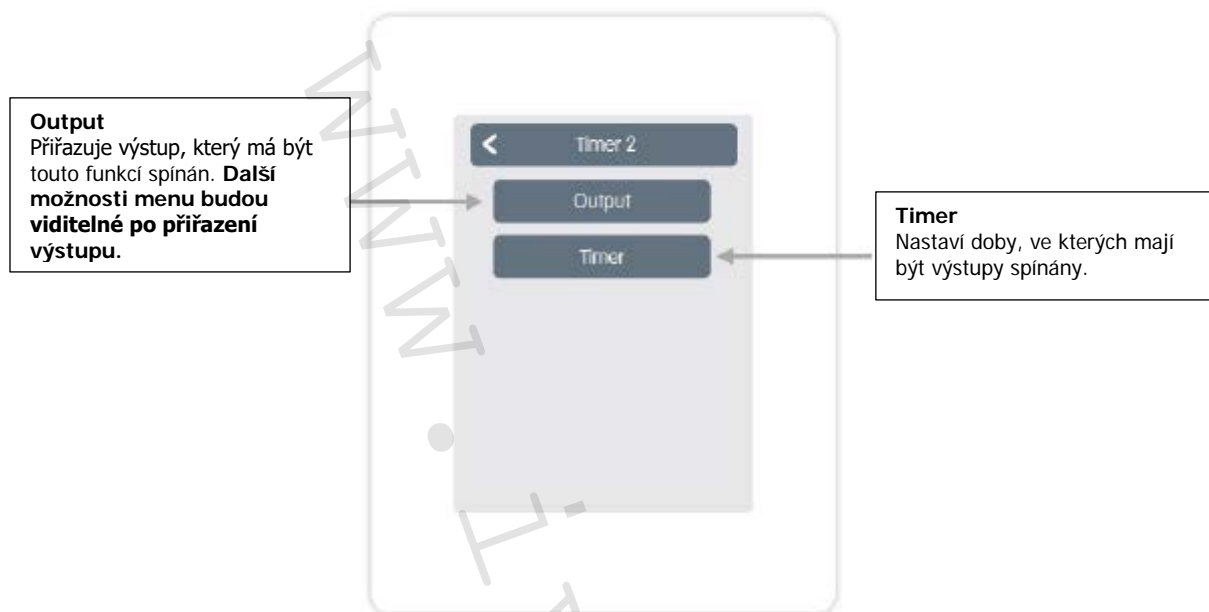 Output
Přiřazuje výstup, který má být
touto funkcí spínán. Další
možnosti menu budou
viditelné po přiřazení
výstupu.
Timer 2
Output
Timer
Timer
Nastaví doby, ve kterých mají
být výstupy spínány.